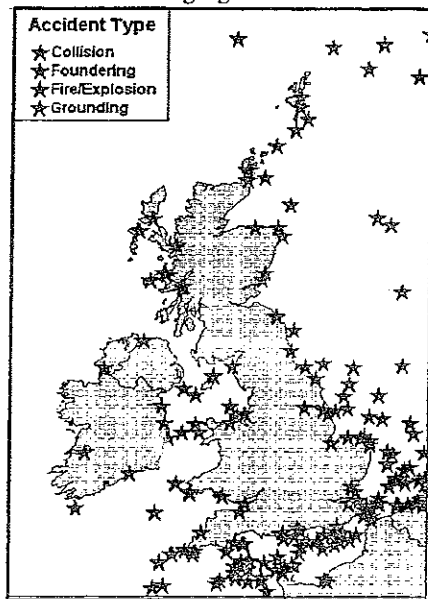 Accident Type
Collision
Foundering
Fire/Explosion
Grounding